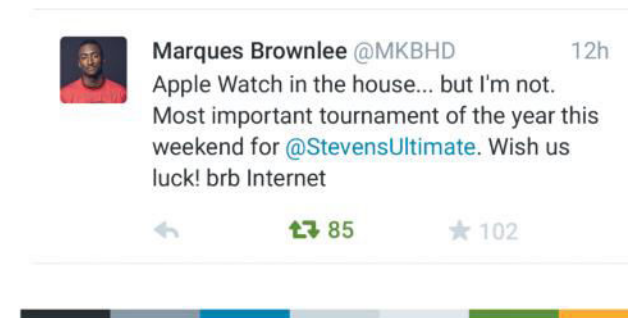 Marques Brownlee @MKBHD 12h
Apple Watch in the house... but I'm not.
Most important tournament of the year this
weekend for @StevensUltimate. Wish us
luck! brb Internet
85 102